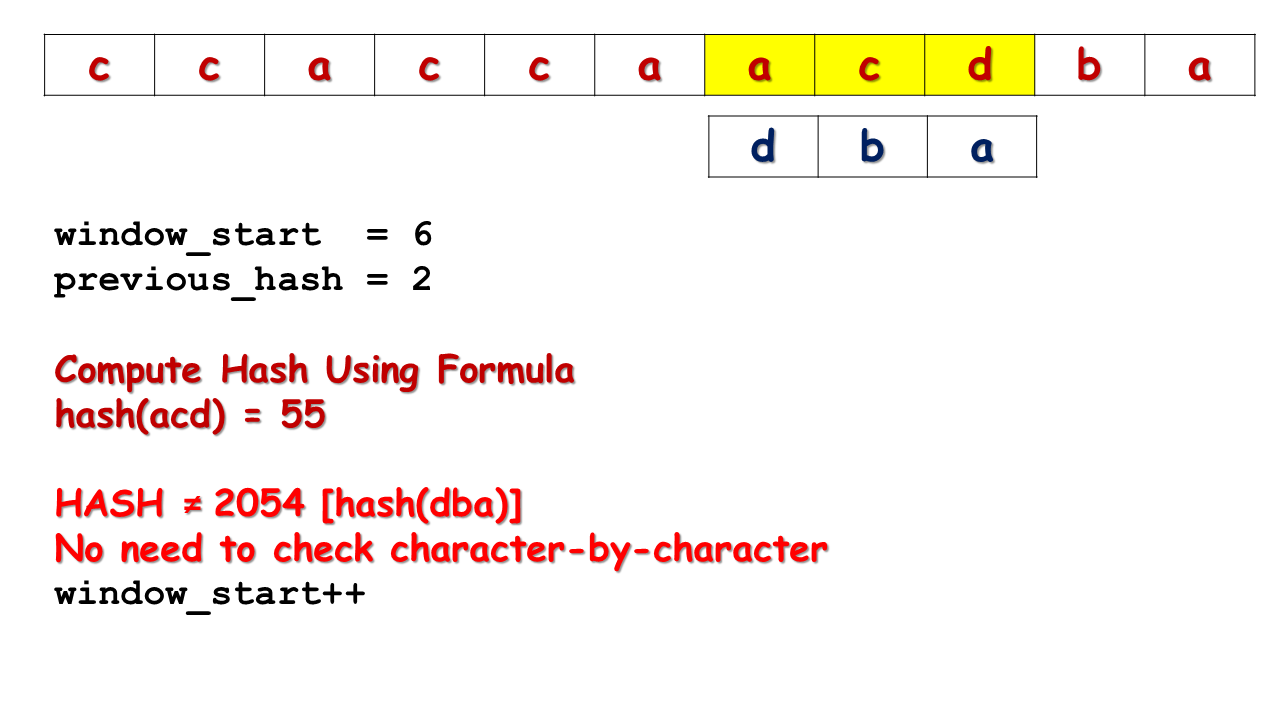 c c a c c a a c d b a
d b a
window_start  = 6
previous_hash = 2
Compute Hash Using Formula
hash(acd) = 55
HASH ≠ 2054 [hash(dba)]
No need to check character-by-character
window_start++